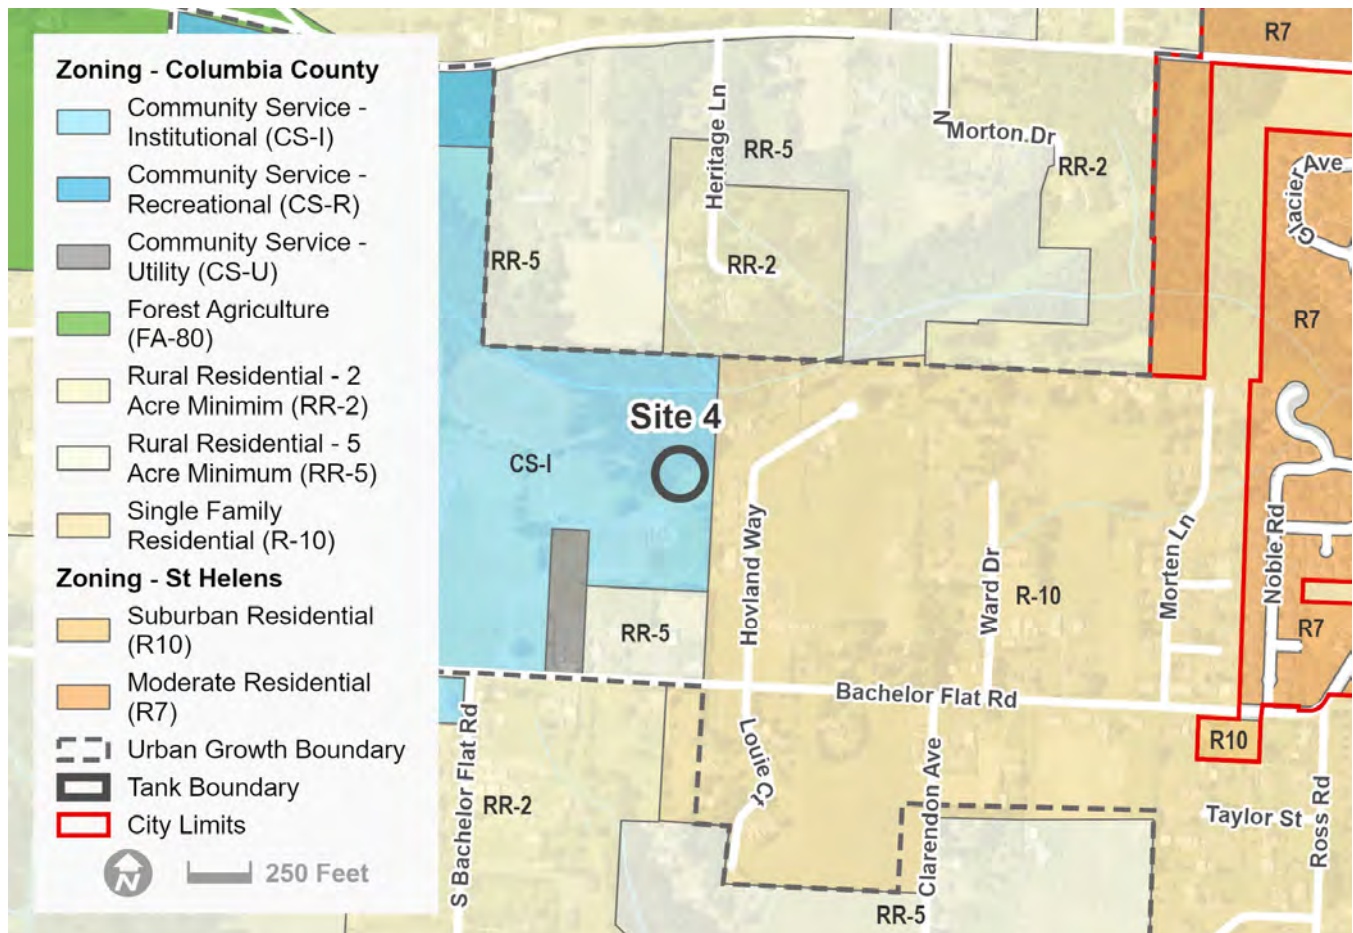 Zoning - Columbia County
Community Service -
Institutional (CS-I)
Community Service -
Recreational (CS-R)
Community Service -
Utility (CS-U)
Forest Agriculture
(FA-80)
Rural Residential - 2
Acre Minimim (RR-2)
Rural Residential - 5
Acre Minimum (RR-5)
Single Family
Residential (R-10)
Zoning - St Helens
Suburban Residential
(R10)
Moderate Residential
(R7)
Urban Growth Boundary
Tank Boundary
City Limits
N
250 Feet
R7
Heritage Ln
RR-5
N
Morton Dr
RR-2
Glacier Ave
RR-5
RR-2
R7
Site 4
CS-I
Hovland Way
Ward Dr
R-10
Morten Ln
Noble Rd
RR-5
R7
Bachelor Flat Rd
S Bachelor Flat Rd
RR-2
Louie Ct
Clarendon Ave
R10
Taylor St
Ross Rd
RR-5